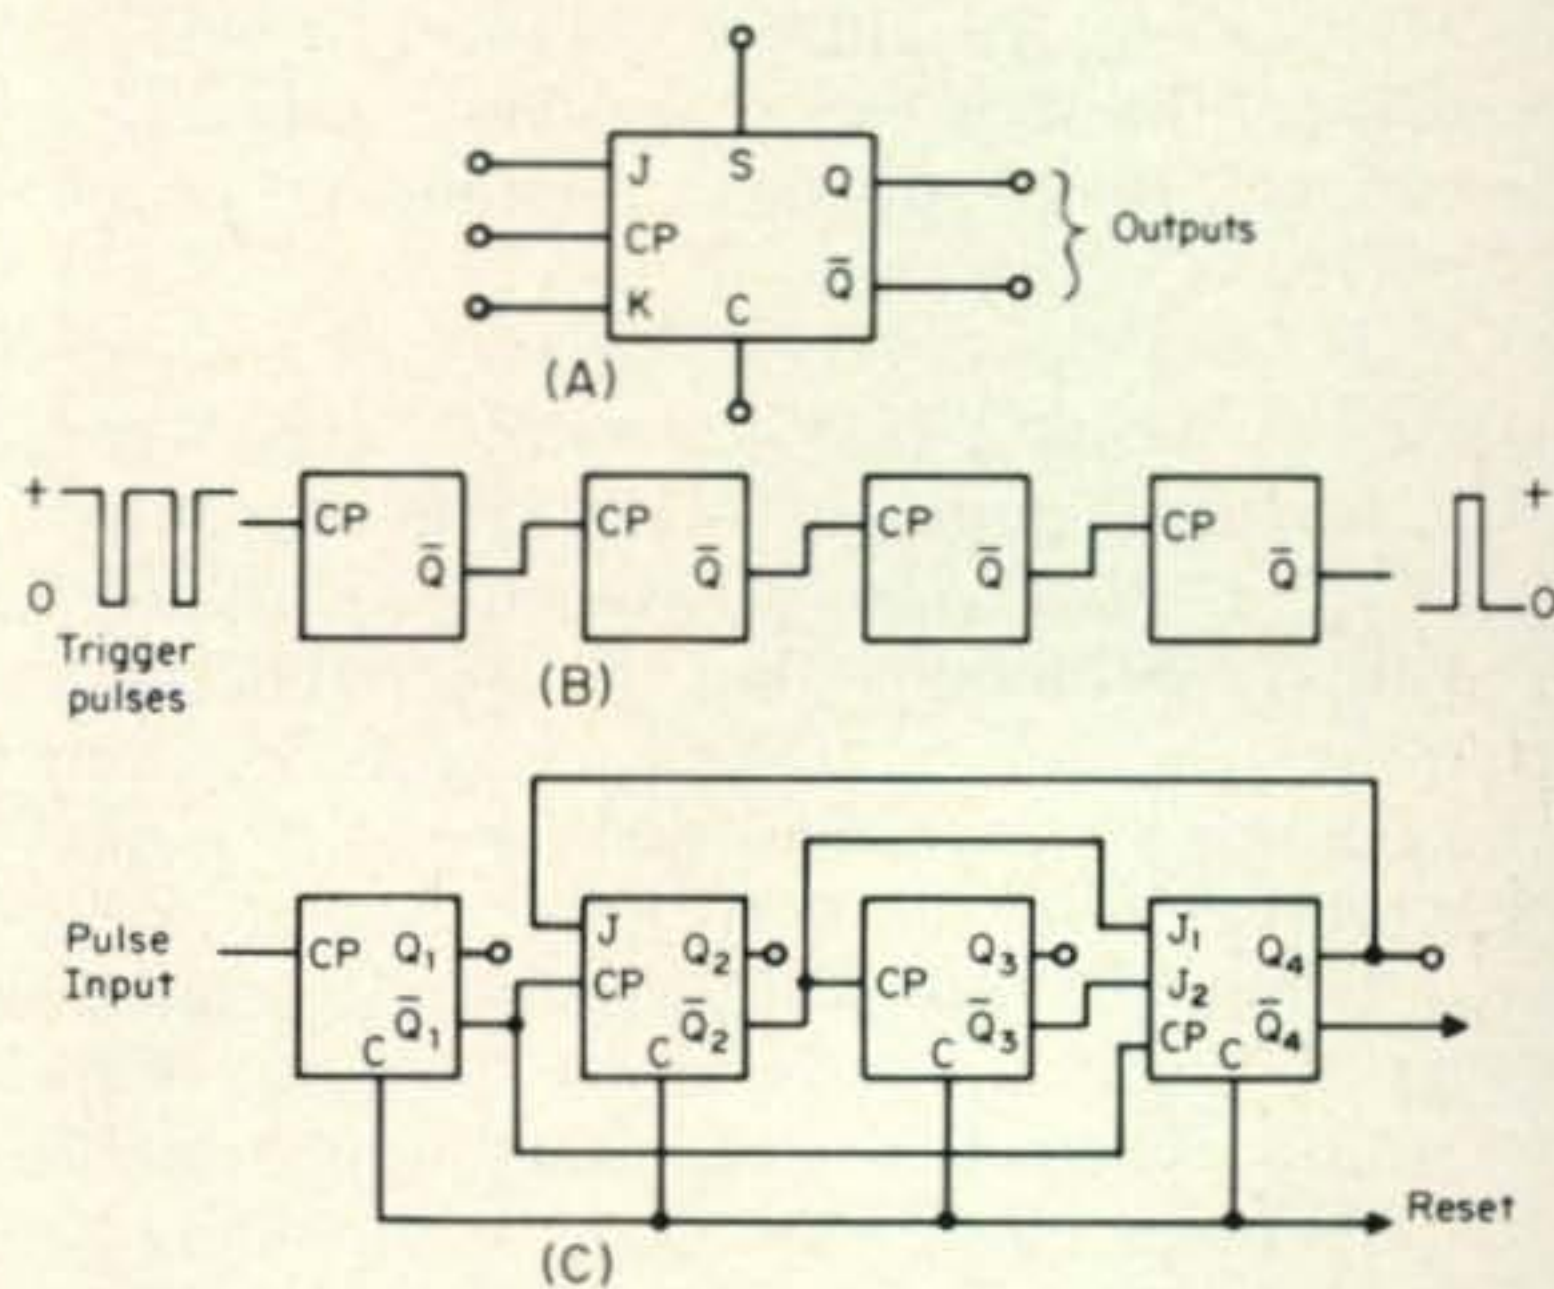 J
S
Q
CP
K
C
Q̄
Outputs
(A)
+
0
Trigger
pulses
CP
Q̄
CP
Q̄
CP
Q̄
CP
Q̄
+
0
(B)
Pulse
Input
CP
Q₁
Q̄₁
C
J
CP
Q₂
Q̄₂
C
CP
Q₃
Q̄₃
C
J₁
J₂
CP
Q₄
Q̄₄
C
Reset
(C)